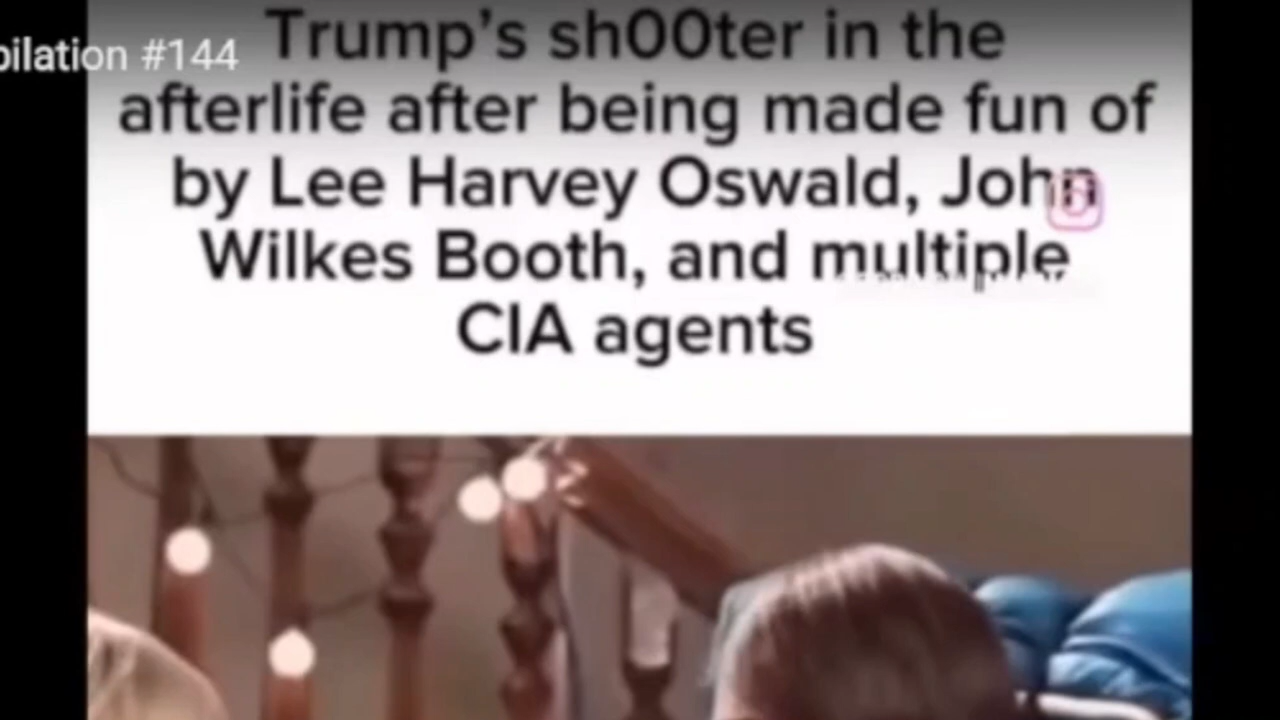 Trump's sh00ter in the
pilation #144
afterlife after being made fun of
by Lee Harvey Oswald, John
Wilkes Booth, and multiple
CIA agents